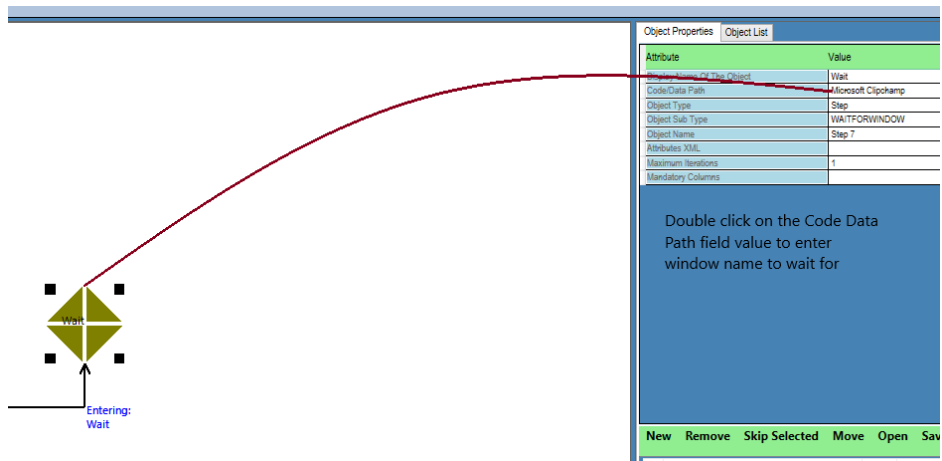 Object Properties Object List
Attribute Value
Display Name Of The Object Wait
Code/Data Path Microsoft Clipchamp
Object Type Step
Object Sub Type WAITFORWINDOW
Object Name Step 7
Attributes XML
Maximum Iterations 1
Mandatory Columns
Double click on the Code Data
Path field value to enter
window name to wait for
Wait
Entering:
Wait
New Remove Skip Selected Move Open Sav